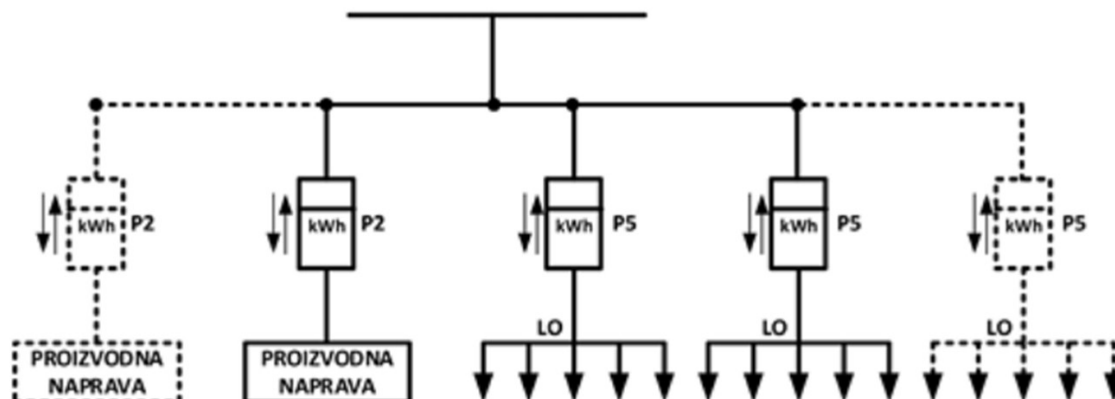 kWh P2
kWh P2
kWh P5
kWh P5
kWh P5
LO
LO
LO
PROIZVODNA
NAPRAVA
PROIZVODNA
NAPRAVA